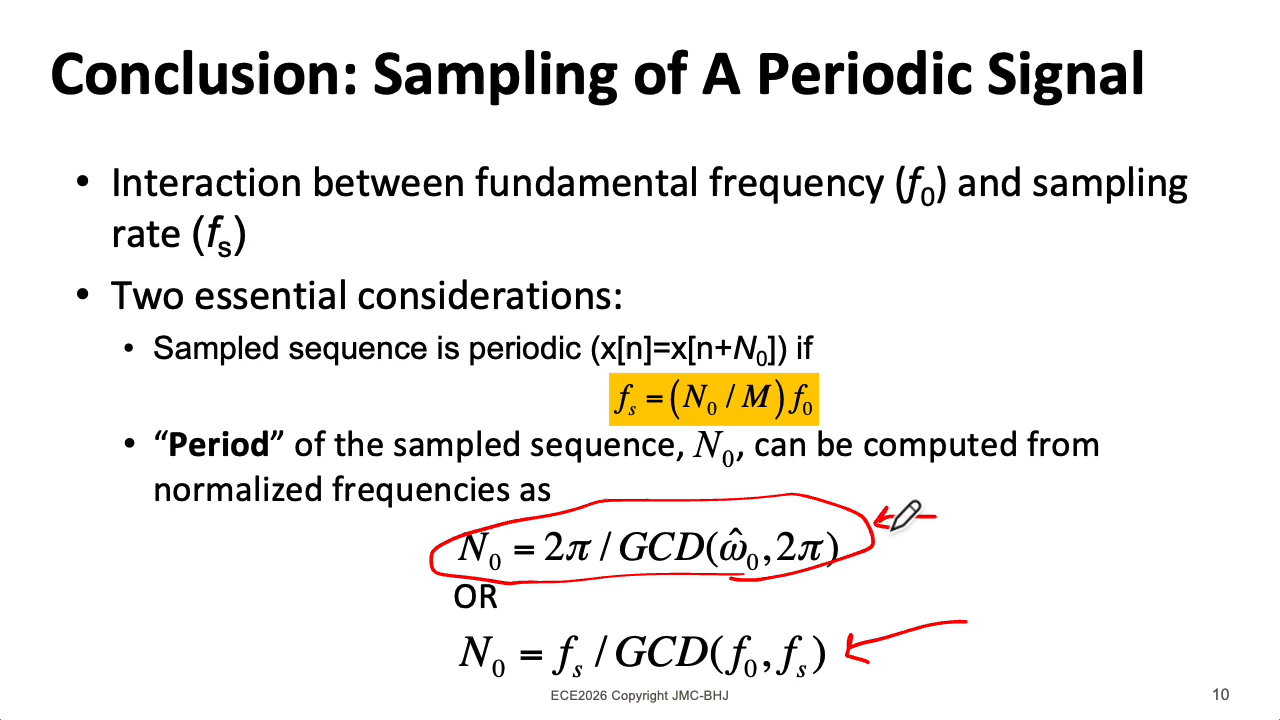 Conclusion: Sampling of A Periodic Signal
• Interaction between fundamental frequency (f₀) and sampling
rate (fₛ)
• Two essential considerations:
• Sampled sequence is periodic (x[n]=x[n+N₀]) if
fₛ = (N₀ / M) f₀
• “Period” of the sampled sequence, N₀, can be computed from
normalized frequencies as
N₀ = 2π / GCD(ω̂₀, 2π)
OR
N₀ = fₛ / GCD(f₀, fₛ)
ECE2026 Copyright JMC-BHJ
10